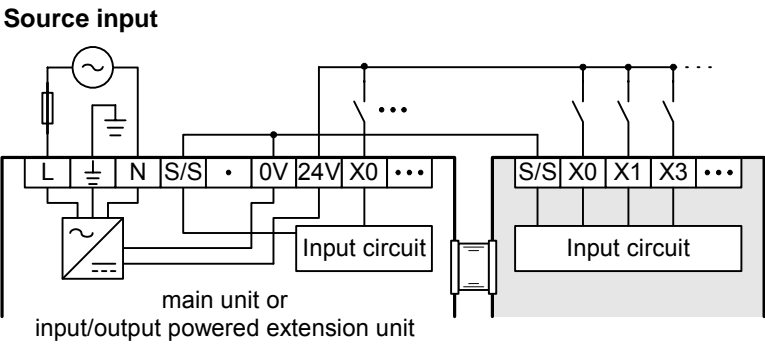 Source input
L N S/S • 0V 24V X0 •••
S/S X0 X1 X3 •••
Input circuit
Input circuit
main unit or
input/output powered extension unit